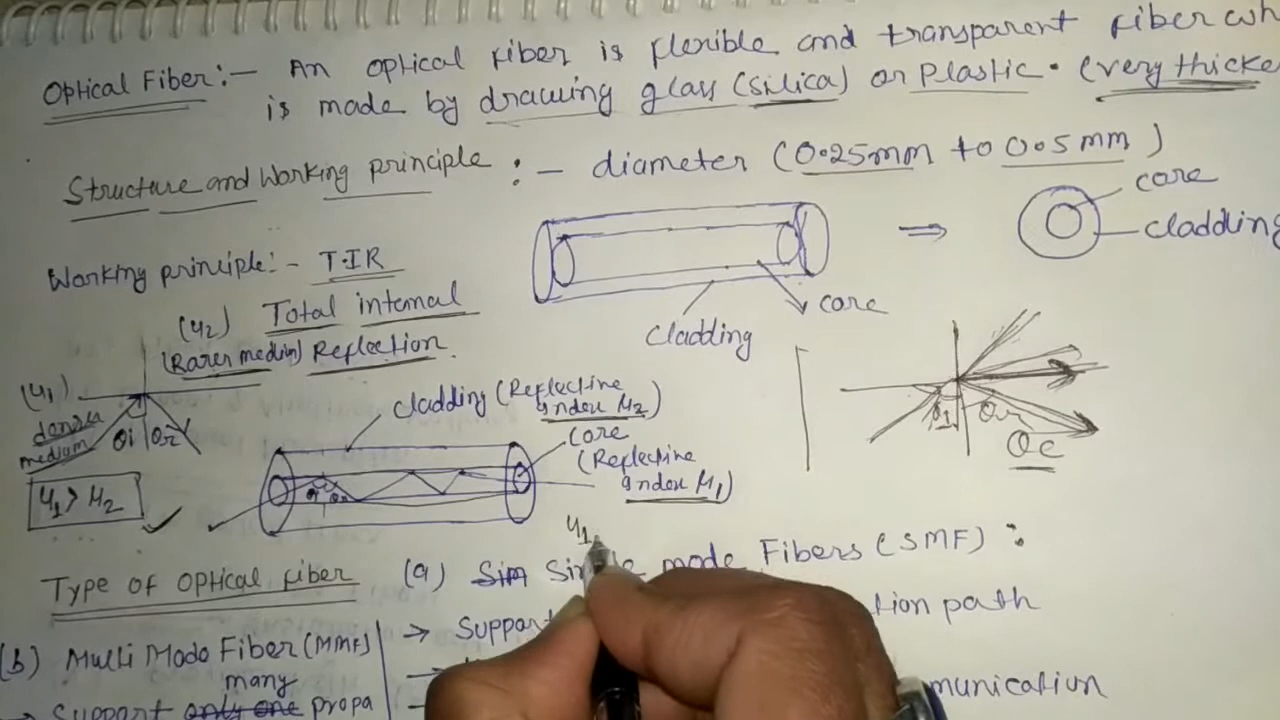 Optical Fiber:- An optical fiber is flexible and transparent fiber wh
is made by drawing glass (silica) or Plastic. (very thicke
Structure and Working principle :- diameter (0.25mm to 0.5mm)
core
cladding
core
cladding
Working principle:- T.I.R
Total internal
Reflection.
(μ2)
(Rarer medium)
(μ1)
denser
medium
θi θr
μ1 > μ2
cladding (Reflective
index μ2)
core
(Reflective
index μ1)
θi θr
θ1 θr
θc
μ1
Type of optical fiber (a) Sim Single mode Fibers (SMF) :
→ Support path
munication
(b) Multi Mode Fiber (MMF)
many
→ Support only one propa